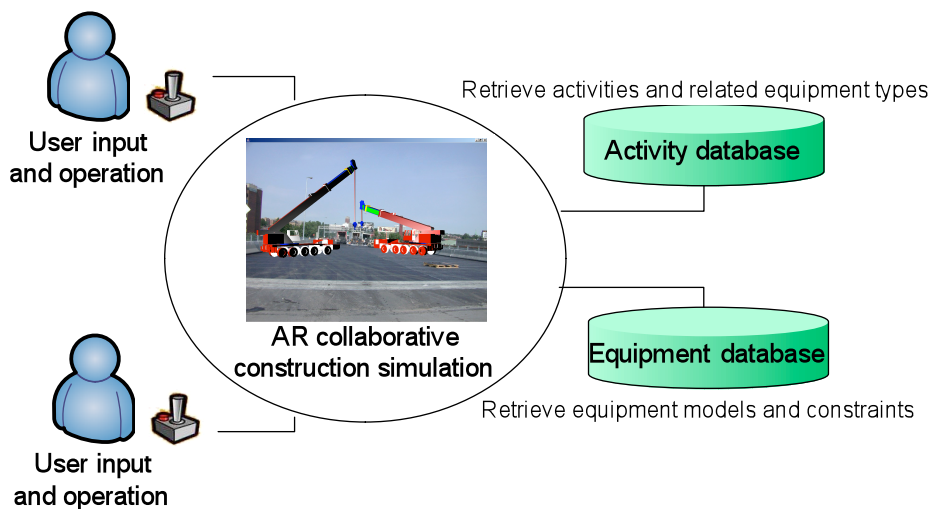 User input
and operation
Retrieve activities and related equipment types
Activity database
AR collaborative
construction simulation
Equipment database
Retrieve equipment models and constraints
User input
and operation